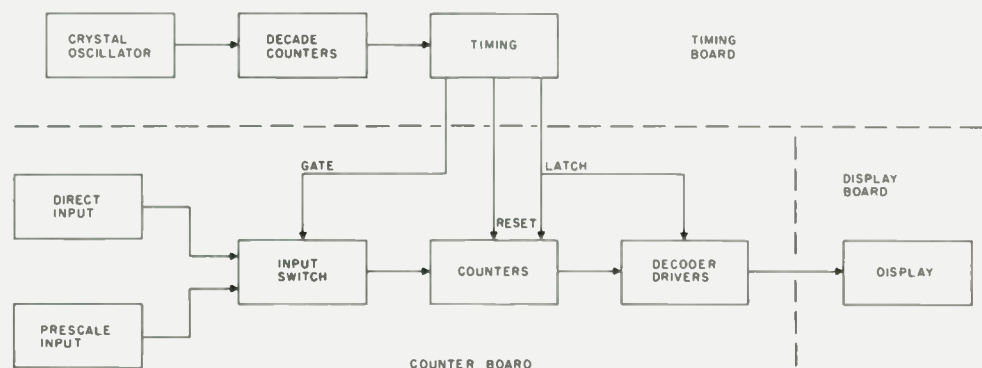 CRYSTAL
OSCILLATOR
DECADE
COUNTERS
TIMING
TIMING
BOARD
GATE
LATCH
RESET
DISPLAY
BOARD
DIRECT
INPUT
INPUT
SWITCH
COUNTERS
DECODER
DRIVERS
DISPLAY
PRESCALE
INPUT
COUNTER BOARD